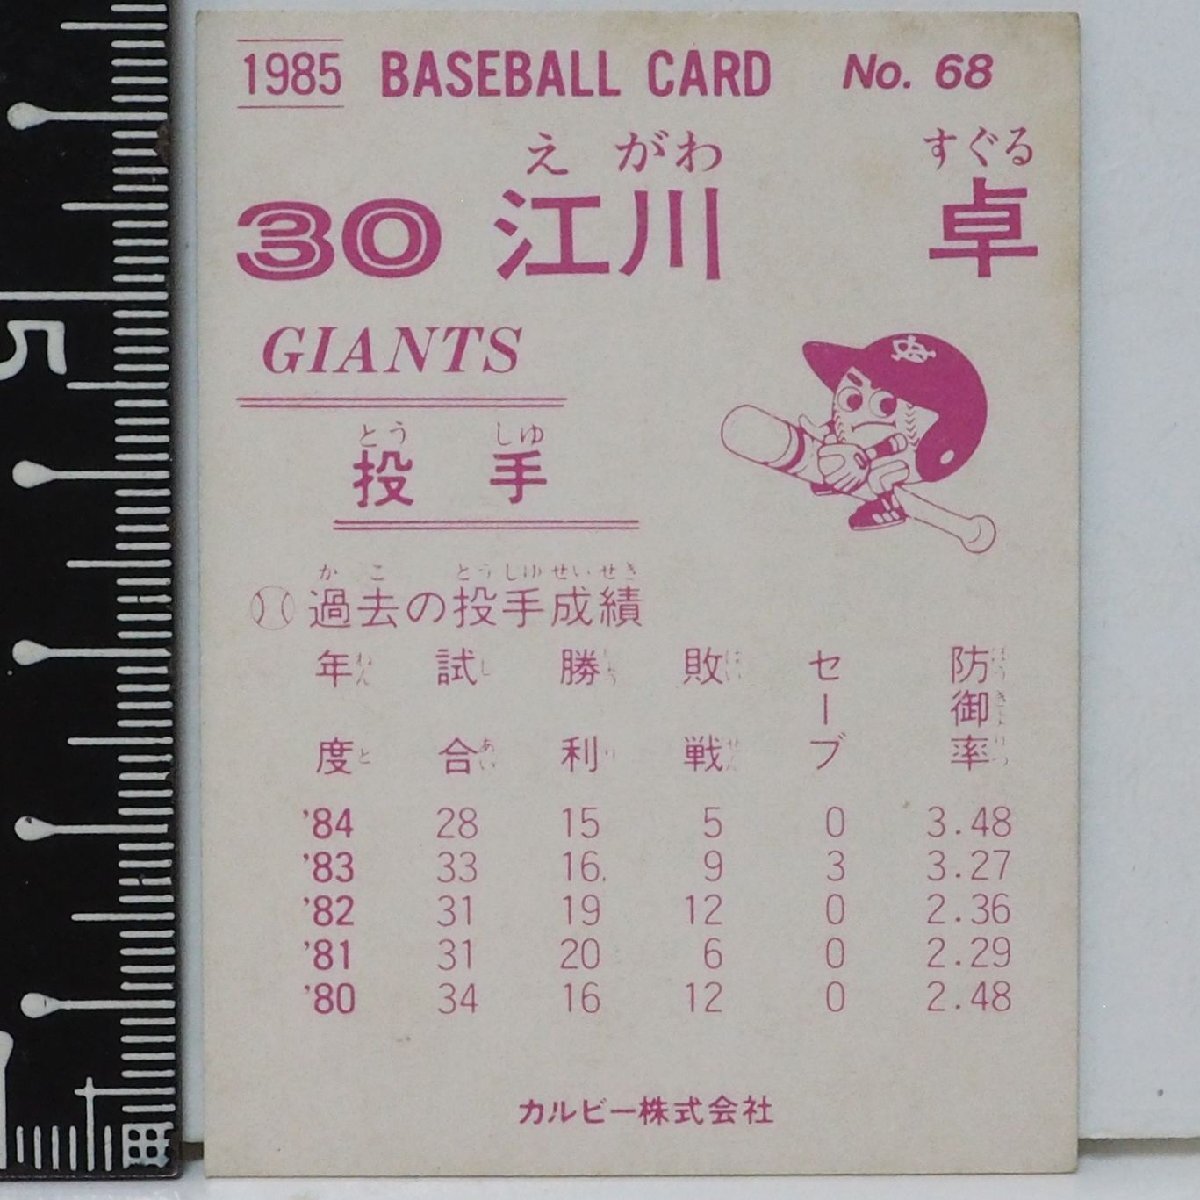 1985 BASEBALL CARD No. 68
え がわ すぐる
30 江川 卓
GIANTS
とう しゆ
投 手
か こ とうしゆせいせき
過去の投手成績
年度 試合 勝利 敗戦 セーブ 防御率
'84 28 15 5 0 3.48
'83 33 16. 9 3 3.27
'82 31 19 12 0 2.36
'81 31 20 6 0 2.29
'80 34 16 12 0 2.48
カルビー株式会社
5